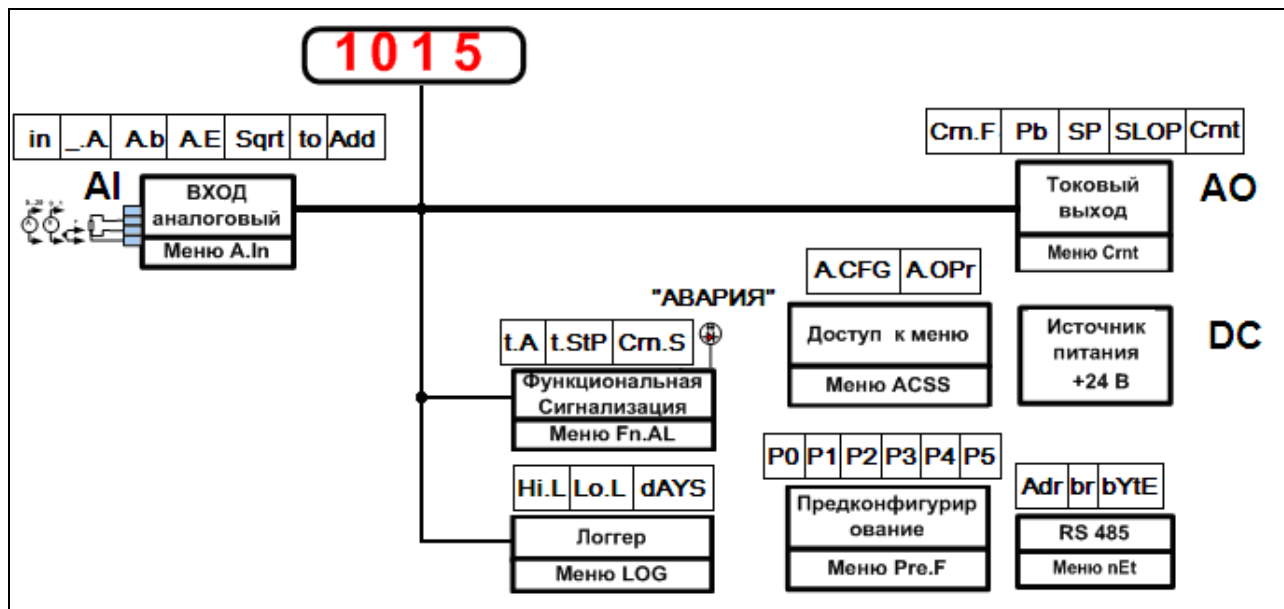 1015
in _.A. A.b A.E Sqrt to Add
AI
ВХОД
аналоговый
Меню A.In
Crn.F Pb SP SLOP Crnt
Токовый
выход
Меню Crnt
AO
A.CFG A.OPr
Доступ к меню
Меню ACSS
"АВАРИЯ"
t.A t.StP Crn.S
Функциональная
Сигнализация
Меню Fn.AL
Источник
питания
+24 В
DC
Hi.L Lo.L dAYS
Логгер
Меню LOG
P0 P1 P2 P3 P4 P5
Предконфигурир
ование
Меню Pre.F
Adr br bYtE
RS 485
Меню nEt